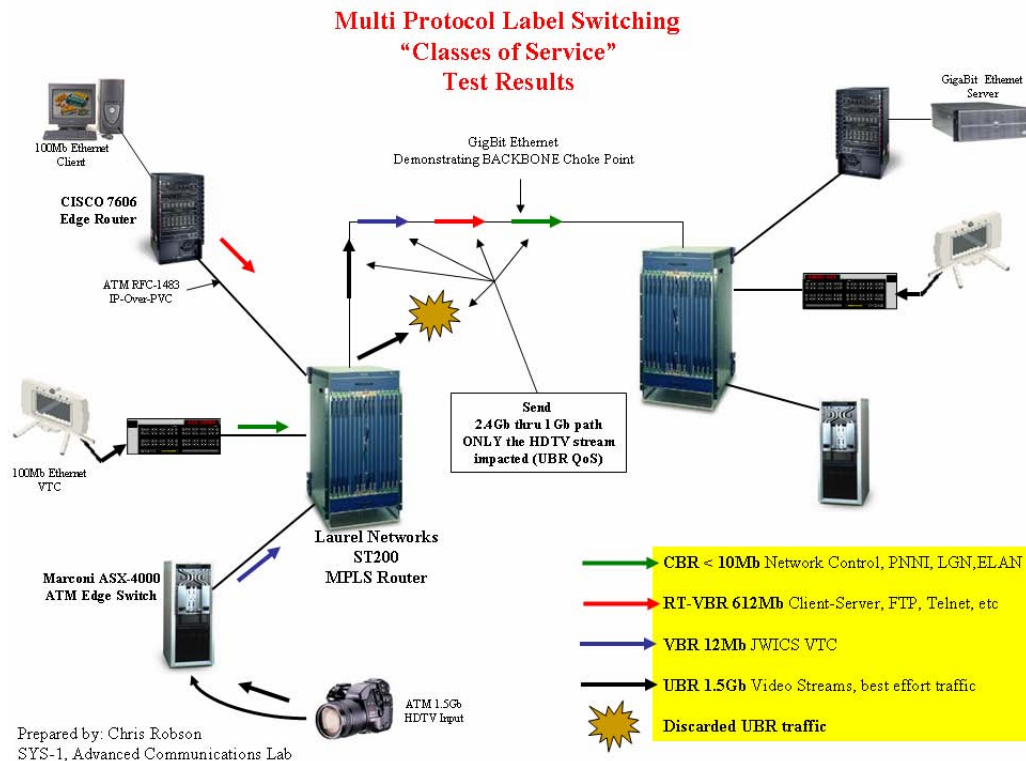 Multi Protocol Label Switching
“Classes of Service”
Test Results
GigaBit Ethernet
Server
100Mb Ethernet
Client
GigBit Ethernet
Demonstrating BACKBONE Choke Point
CISCO 7606
Edge Router
ATM RFC-1483
IP-Over-PVC
Send
2.4Gb thru 1Gb path
ONLY the HDTV stream
impacted (UBR QoS)
100Mb Ethernet
VTC
Laurel Networks
ST200
MPLS Router
Marconi ASX-4000
ATM Edge Switch
CBR < 10Mb Network Control, PNNI, LGN,ELAN
RT-VBR 612Mb Client-Server, FTP, Telnet, etc
VBR 12Mb JWICS VTC
UBR 1.5Gb Video Streams, best effort traffic
Discarded UBR traffic
ATM 1.5Gb
HDTV Input
Prepared by: Chris Robson
SYS-1, Advanced Communications Lab